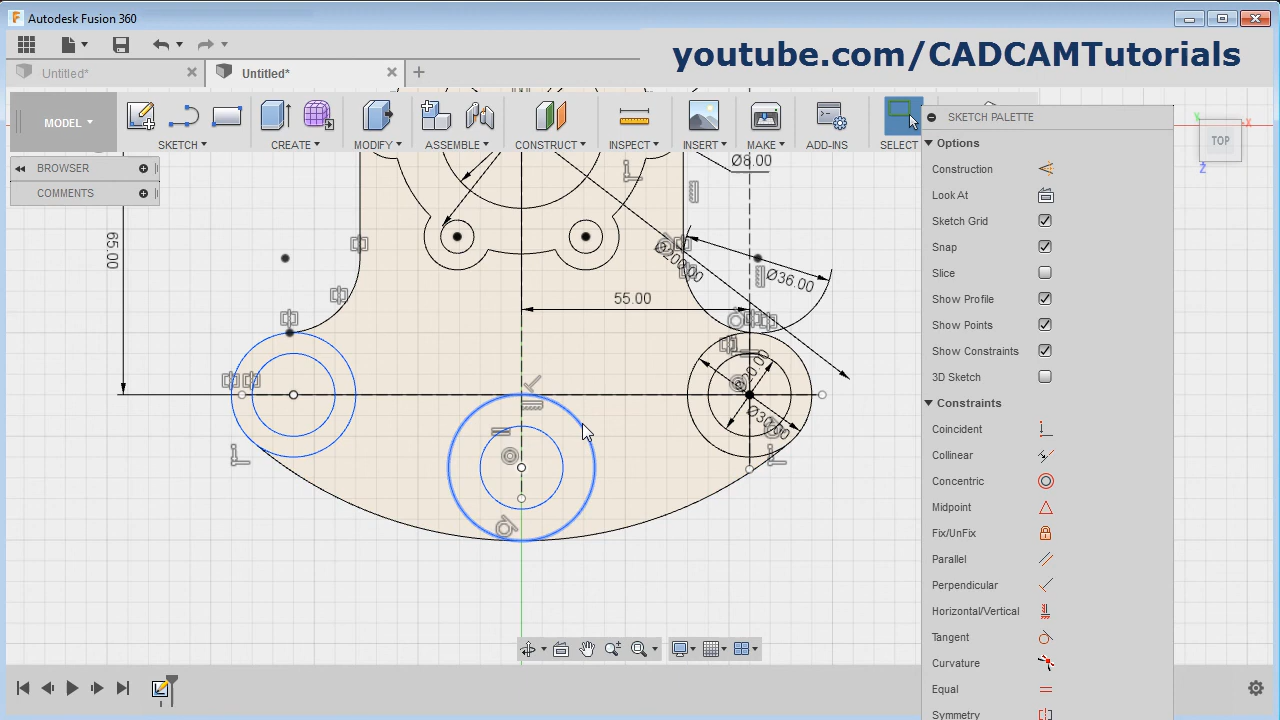 Autodesk Fusion 360
youtube.com/CADCAMTutorials
Untitled*
Untitled*
MODEL
SKETCH
CREATE
MODIFY
ASSEMBLE
CONSTRUCT
INSPECT
INSERT
MAKE
ADD-INS
SELECT
BROWSER
COMMENTS
SKETCH PALETTE
Options
Construction
Look At
Sketch Grid
Snap
Slice
Show Profile
Show Points
Show Constraints
3D Sketch
Constraints
Coincident
Collinear
Concentric
Midpoint
Fix/UnFix
Parallel
Perpendicular
Horizontal/Vertical
Tangent
Curvature
Equal
Symmetry
TOP
X
Y
Z
Ø8.00
65.00
Ø36.00
55.00